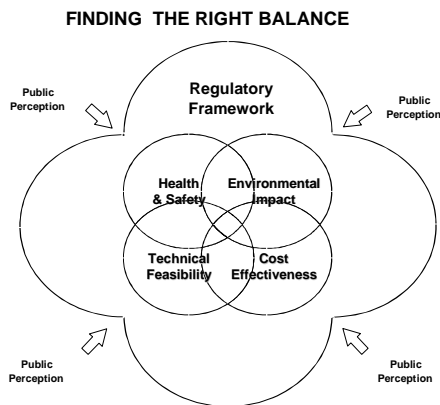 FINDING THE RIGHT BALANCE
Public
Perception
Regulatory
Framework
Public
Perception
Health
& Safety
Environmental
Impact
Technical
Feasibility
Cost
Effectiveness
Public
Perception
Public
Perception